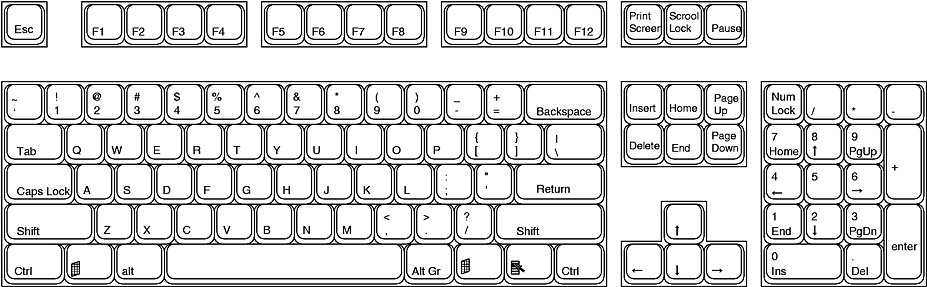 Esc F1 F2 F3 F4 F5 F6 F7 F8 F9 F10 F11 F12 Print Screen Scrool Lock Pause
~ ` ! 1 @ 2 # 3 $ 4 % 5 ^ 6 & 7 * 8 ( 9 ) 0 _ - + = Backspace Insert Home Page Up Num Lock / * -
Tab Q W E R T Y U I O P { [ } ] | \ Delete End Page Down 7 Home 8 ↑ 9 PgUp +
Caps Lock A S D F G H J K L : ; " ' Return 4 ← 5 6 →
Shift Z X C V B N M < , > . ? / Shift ↑ 1 End 2 ↓ 3 PgDn enter
Ctrl alt Alt Gr Ctrl ← ↓ → 0 Ins . Del